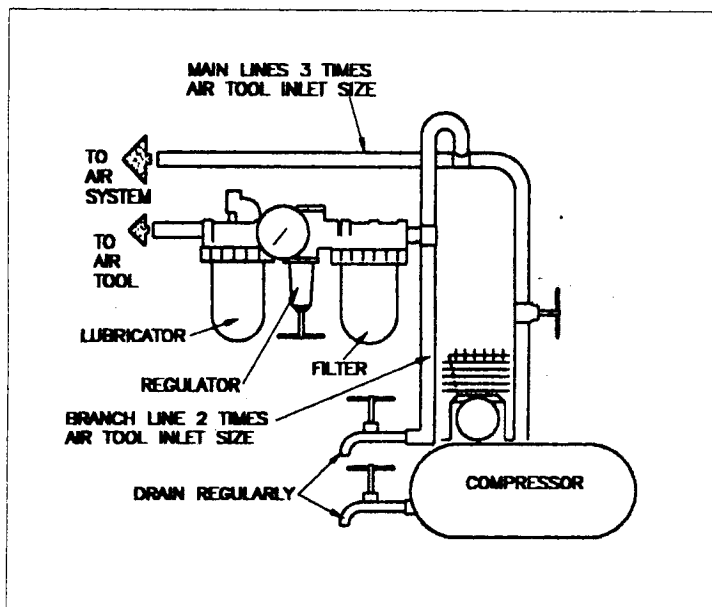 MAIN LINES 3 TIMES
AIR TOOL INLET SIZE
TO
AIR
SYSTEM
TO
AIR
TOOL
LUBRICATOR
REGULATOR
FILTER
BRANCH LINE 2 TIMES
AIR TOOL INLET SIZE
DRAIN REGULARLY
COMPRESSOR